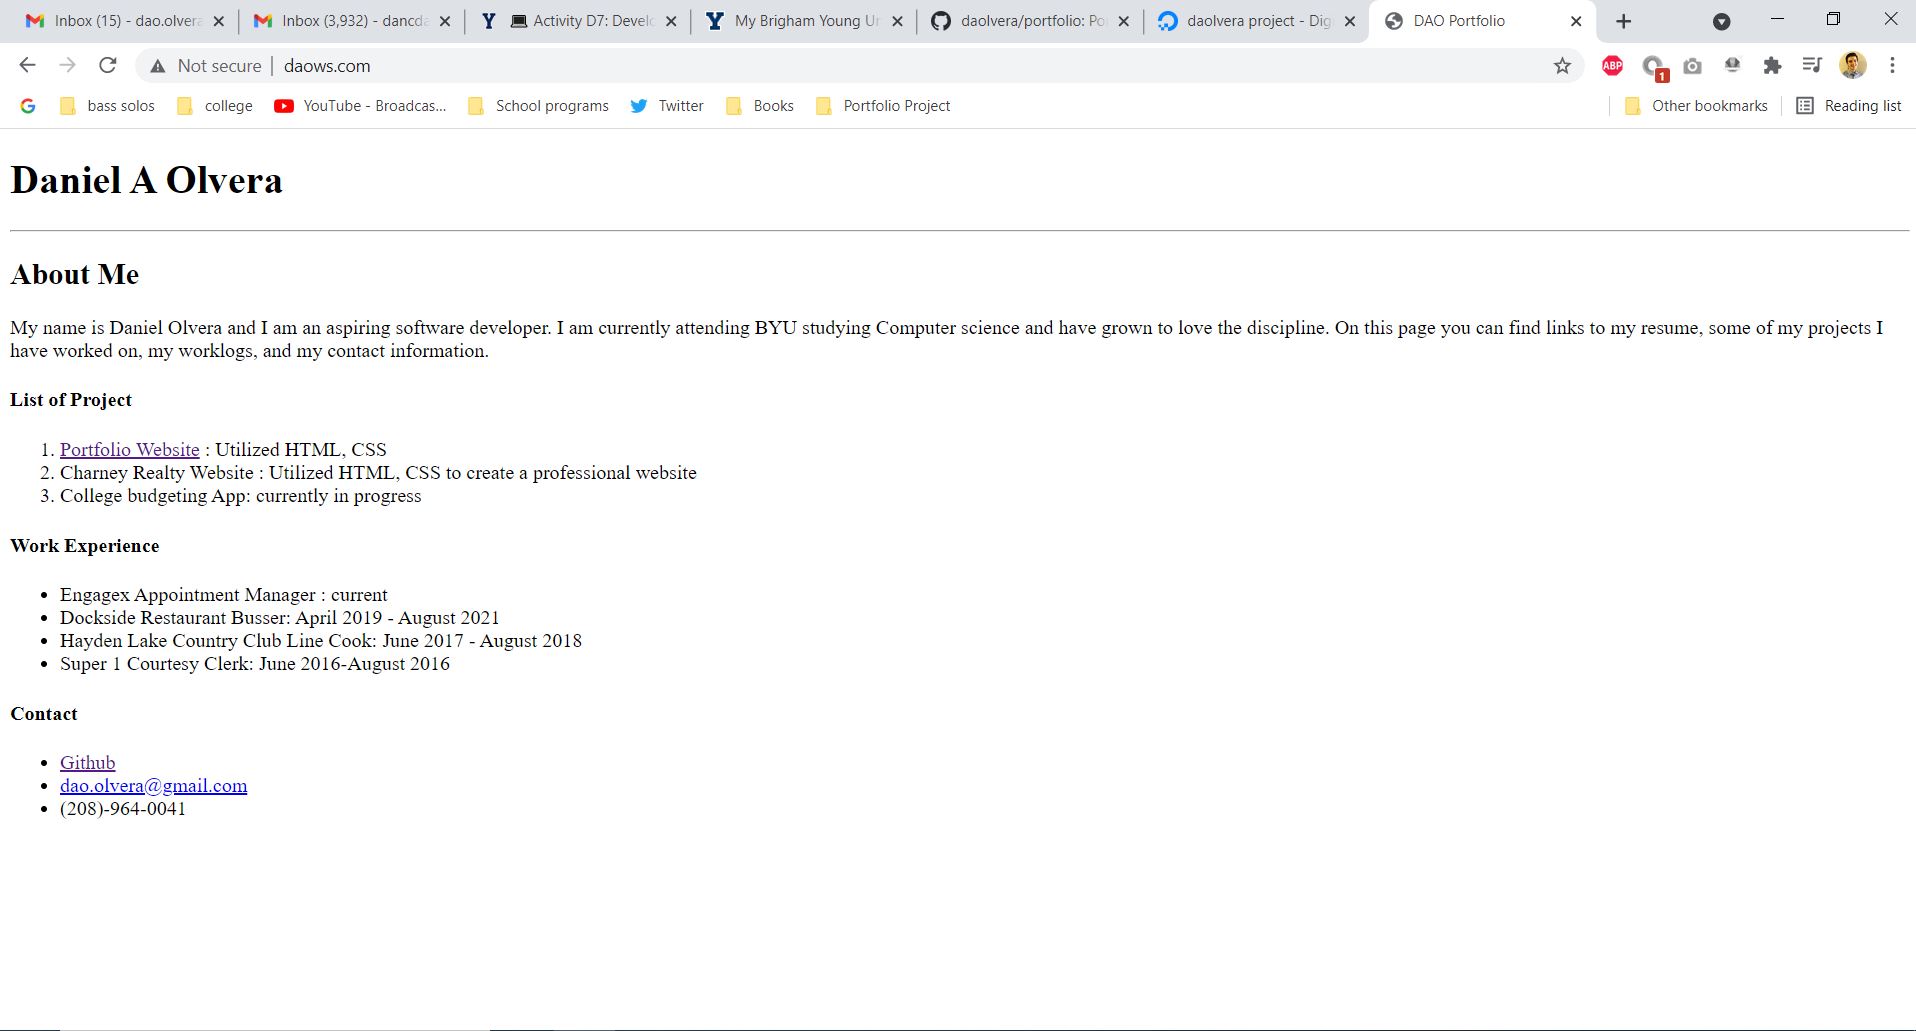 Inbox (15) - dao.olvera
Inbox (3,932) - dancda
Activity D7: Develo
My Brigham Young Un
daolvera/portfolio: Po
daolvera project - Dig
DAO Portfolio
Not secure | daows.com
ABP
1
bass solos
college
YouTube - Broadcas...
School programs
Twitter
Books
Portfolio Project
Other bookmarks
Reading list
Daniel A Olvera
About Me
My name is Daniel Olvera and I am an aspiring software developer. I am currently attending BYU studying Computer science and have grown to love the discipline. On this page you can find links to my resume, some of my projects I
have worked on, my worklogs, and my contact information.
List of Project
1. Portfolio Website : Utilized HTML, CSS
2. Charney Realty Website : Utilized HTML, CSS to create a professional website
3. College budgeting App: currently in progress
Work Experience
• Engagex Appointment Manager : current
• Dockside Restaurant Busser: April 2019 - August 2021
• Hayden Lake Country Club Line Cook: June 2017 - August 2018
• Super 1 Courtesy Clerk: June 2016-August 2016
Contact
• Github
• dao.olvera@gmail.com
• (208)-964-0041